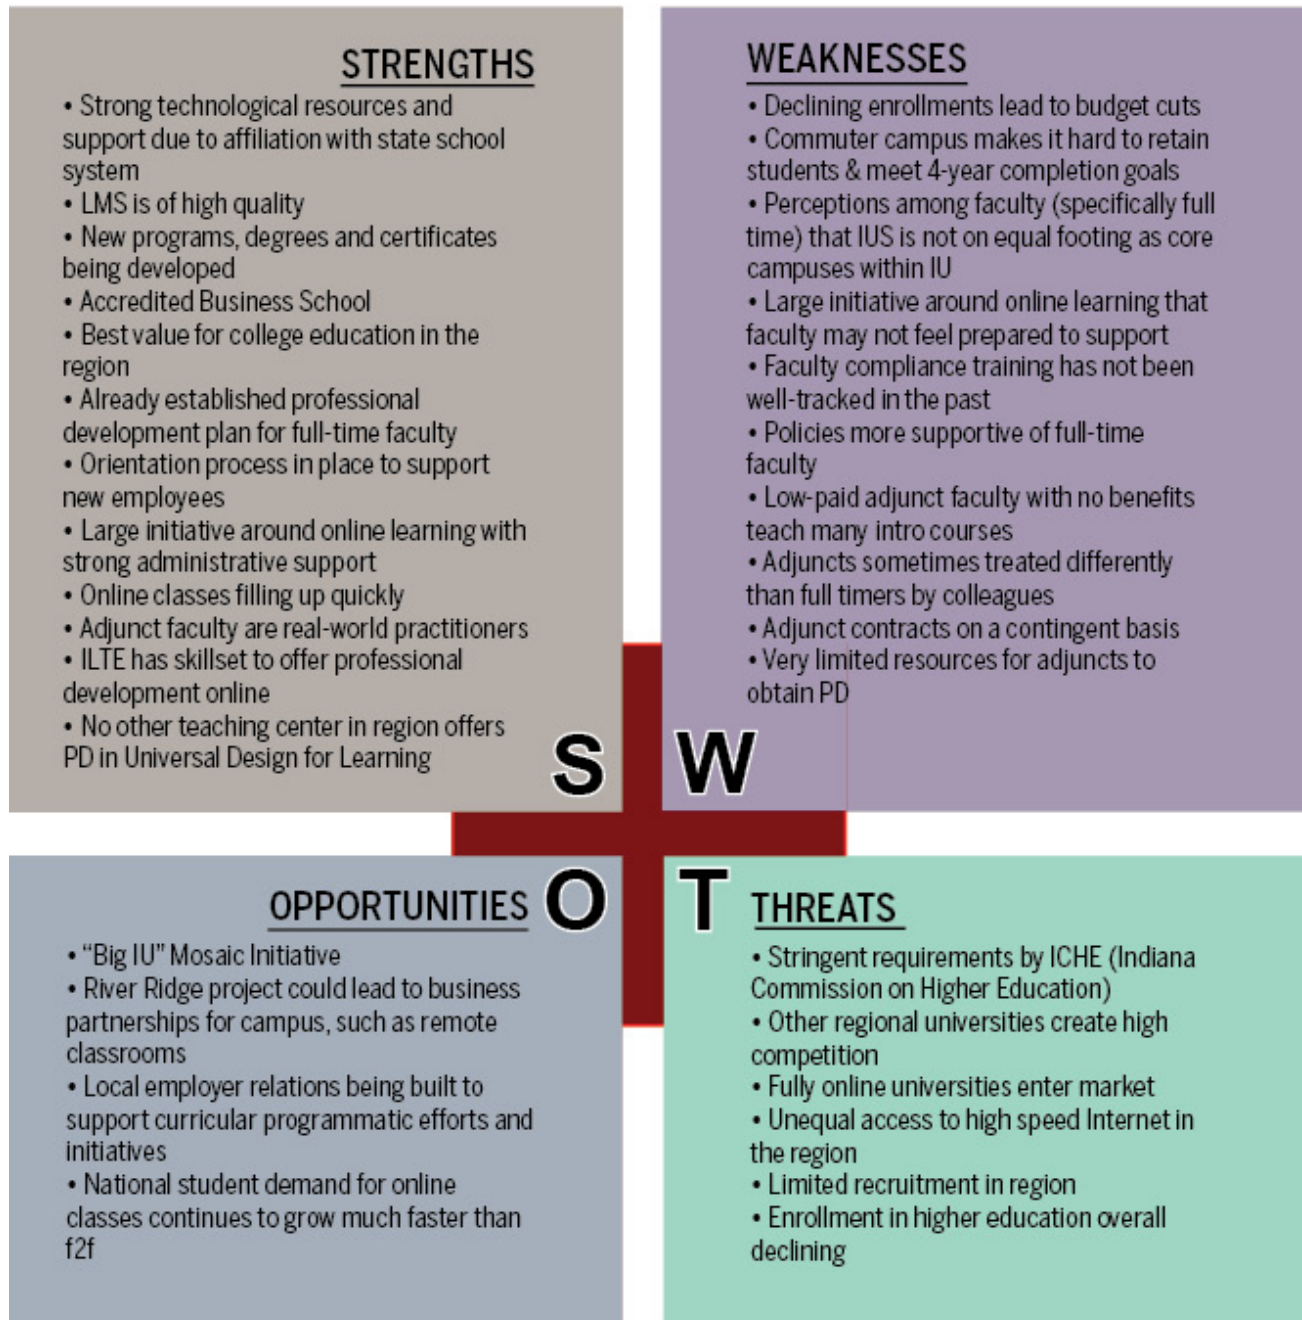 STRENGTHS
• Strong technological resources and
support due to affiliation with state school
system
• LMS is of high quality
• New programs, degrees and certificates
being developed
• Accredited Business School
• Best value for college education in the
region
• Already established professional
development plan for full-time faculty
• Orientation process in place to support
new employees
• Large initiative around online learning with
strong administrative support
• Online classes filling up quickly
• Adjunct faculty are real-world practitioners
• ILTE has skillset to offer professional
development online
• No other teaching center in region offers
PD in Universal Design for Learning
S
WEAKNESSES
• Declining enrollments lead to budget cuts
• Commuter campus makes it hard to retain
students & meet 4-year completion goals
• Perceptions among faculty (specifically full
time) that IUS is not on equal footing as core
campuses within IU
• Large initiative around online learning that
faculty may not feel prepared to support
• Faculty compliance training has not been
well-tracked in the past
• Policies more supportive of full-time
faculty
• Low-paid adjunct faculty with no benefits
teach many intro courses
• Adjuncts sometimes treated differently
than full timers by colleagues
• Adjunct contracts on a contingent basis
• Very limited resources for adjuncts to
obtain PD
W
OPPORTUNITIES
O
• “Big IU” Mosaic Initiative
• River Ridge project could lead to business
partnerships for campus, such as remote
classrooms
• Local employer relations being built to
support curricular programmatic efforts and
initiatives
• National student demand for online
classes continues to grow much faster than
f2f
T
THREATS
• Stringent requirements by ICHE (Indiana
Commission on Higher Education)
• Other regional universities create high
competition
• Fully online universities enter market
• Unequal access to high speed Internet in
the region
• Limited recruitment in region
• Enrollment in higher education overall
declining